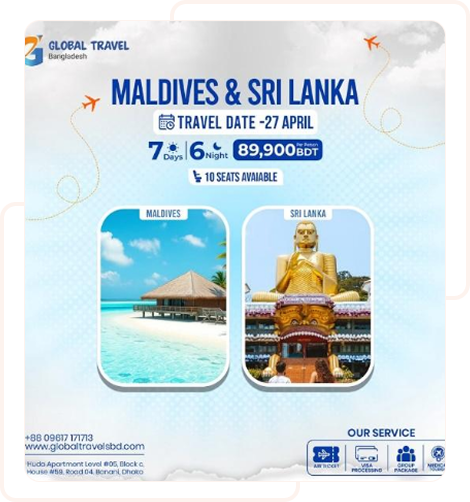 GLOBAL TRAVEL
Bangladesh
MALDIVES & SRI LANKA
TRAVEL DATE -27 APRIL
7 Days 6 Night 89,900 Per Person BDT
10 SEATS AVAIABLE
MALDIVES
SRI LANKA
+88 09617 171713
www.globaltravelsbd.com
Huda Apartment Level #05, Block c,
House #59, Road 04, Banani, Dhaka
OUR SERVICE
AIR TICKET
VISA PROCESSING
GROUP PACKAGE